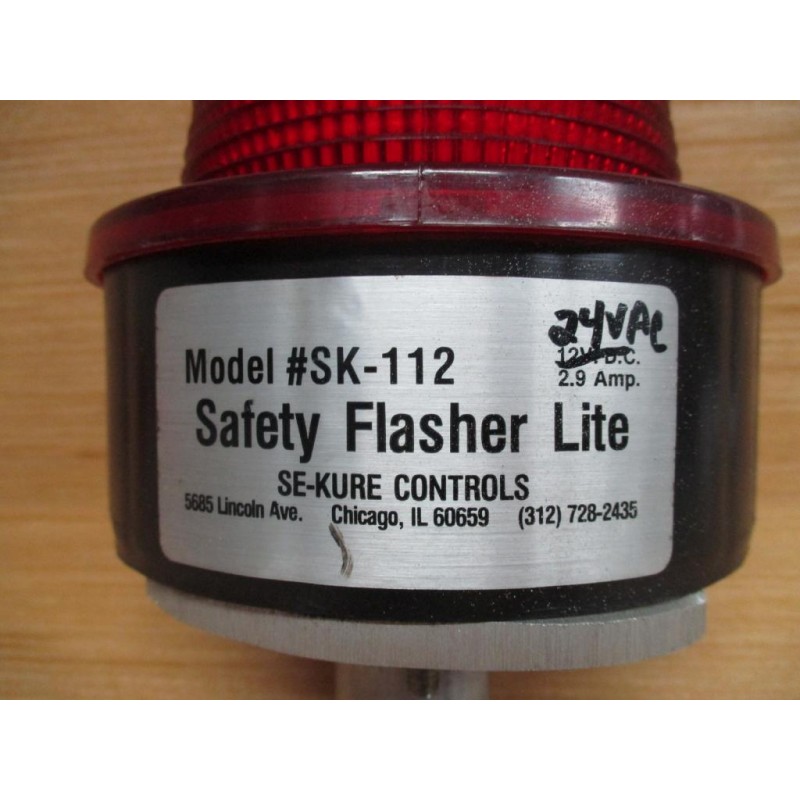 24VAC
Model #SK-112
12V. D.C.
2.9 Amp.
Safety Flasher Lite
SE-KURE CONTROLS
5685 Lincoln Ave. Chicago, IL 60659 (312) 728-2435